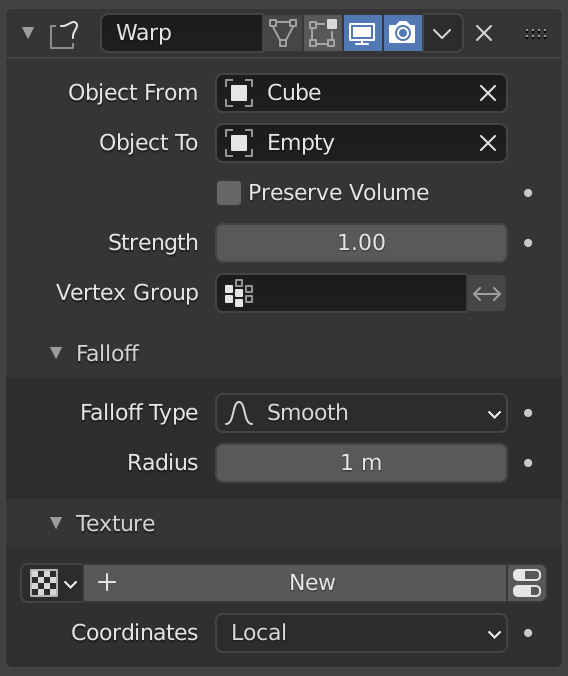 Warp
Object From Cube
Object To Empty
Preserve Volume
Strength 1.00
Vertex Group
Falloff
Falloff Type Smooth
Radius 1 m
Texture
New
Coordinates Local